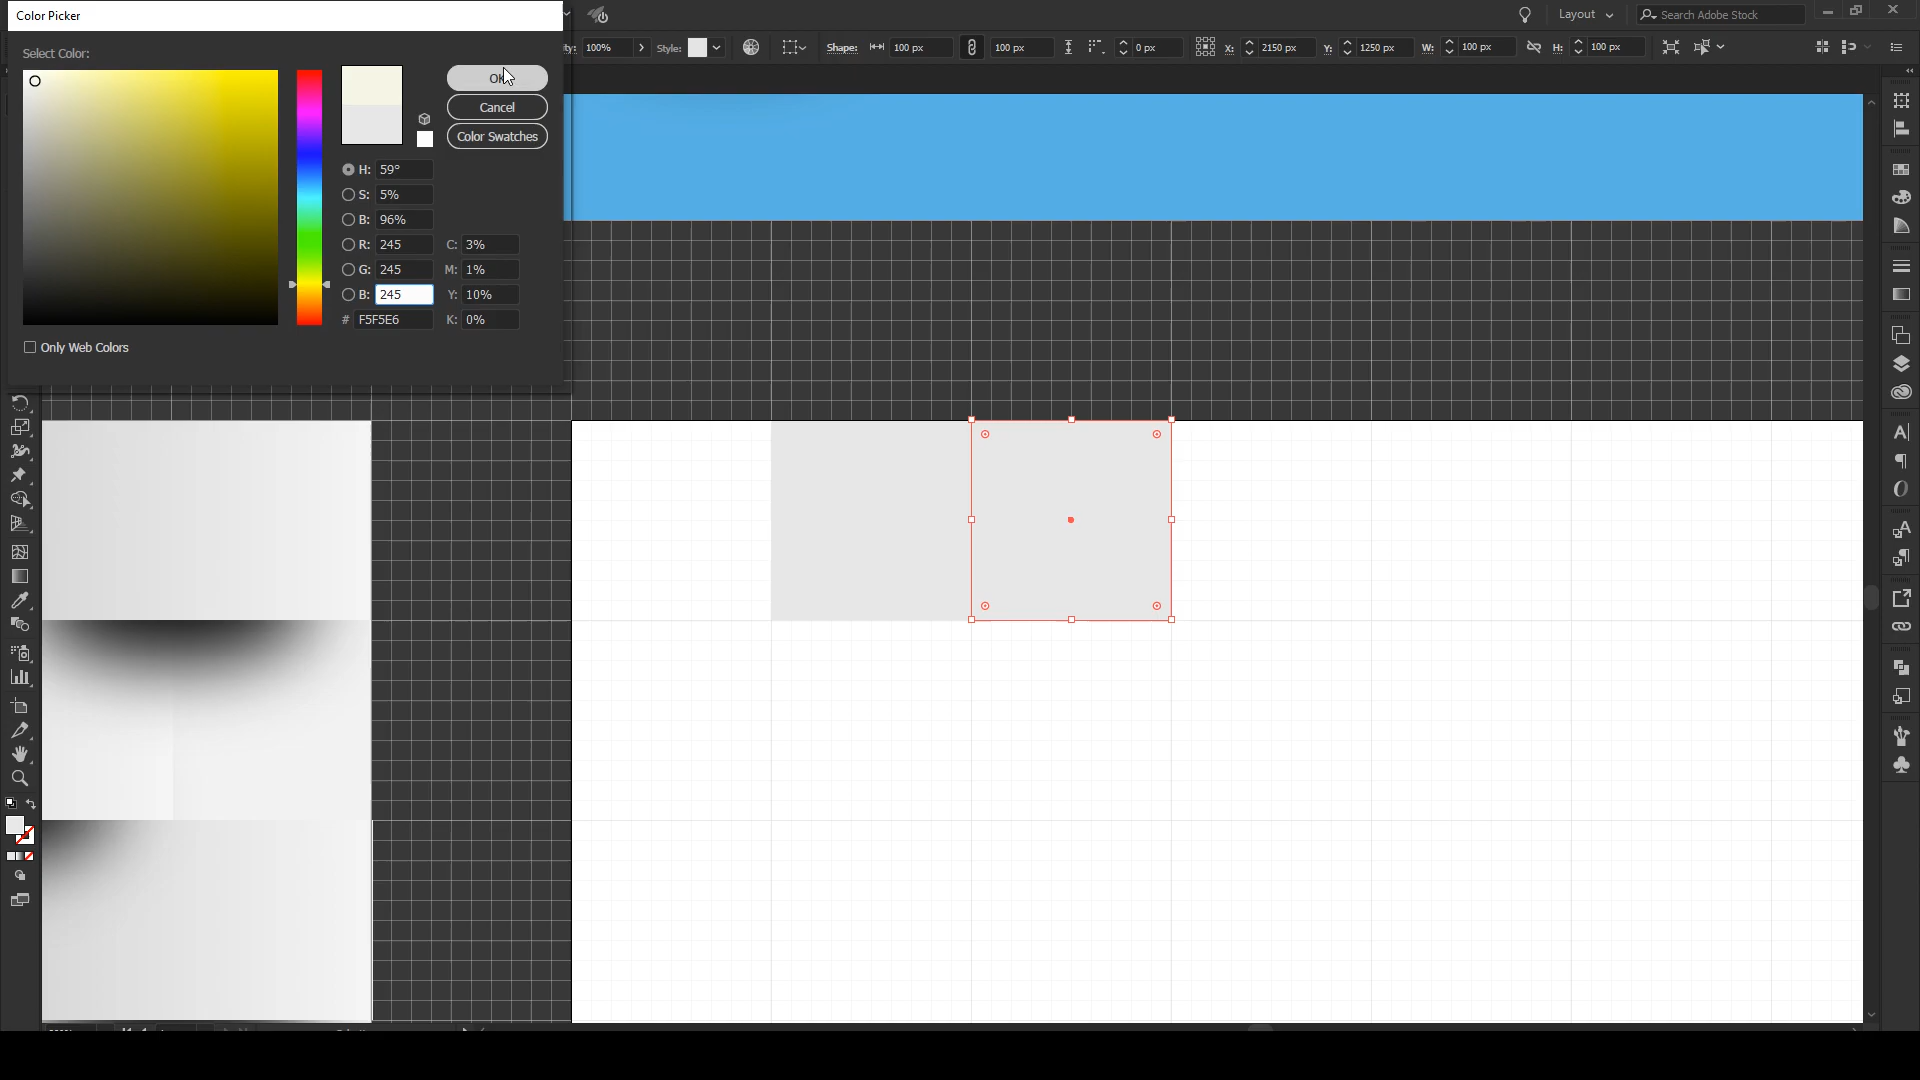 Color Picker
Layout
Search Adobe Stock
Select Color:
100%
Style:
Shape:
100 px
100 px
0 px
X:
2150 px
Y:
1250 px
W:
100 px
H:
100 px
OK
Cancel
Color Swatches
H: 59°
S: 5%
B: 96%
R: 245
C: 3%
G: 245
M: 1%
B: 245
Y: 10%
# F5F5E6
K: 0%
Only Web Colors